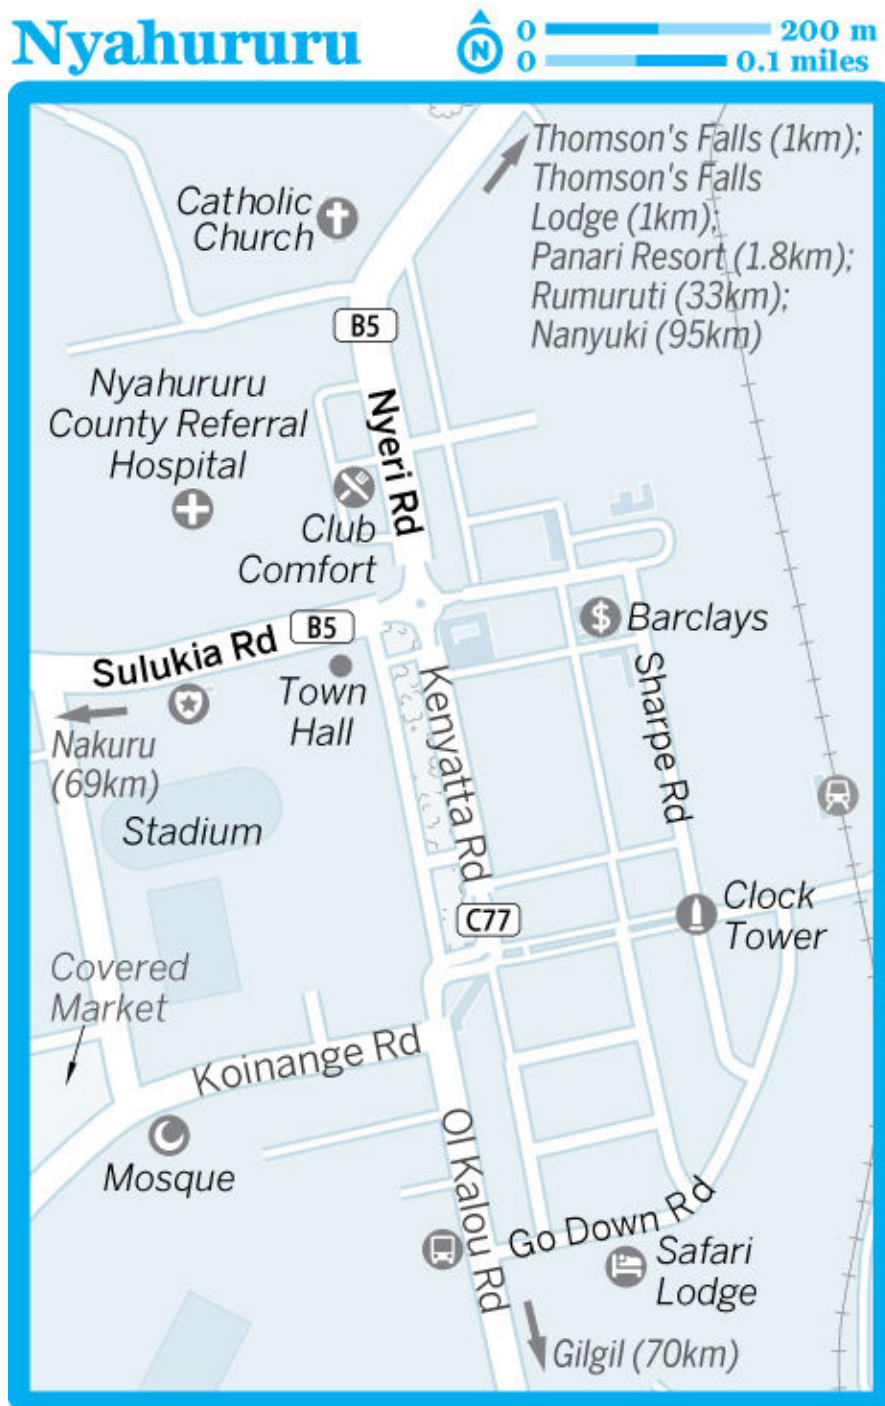 Nyahururu
N
0 200 m
0 0.1 miles
Thomson's Falls (1km);
Thomson's Falls
Lodge (1km);
Panari Resort (1.8km);
Rumuruti (33km);
Nanyuki (95km)
Catholic
Church
B5
Nyahururu
County Referral
Hospital
Nyeri Rd
Club
Comfort
B5
Sulukia Rd
$ Barclays
Town
Hall
Nakuru
(69km)
Kenyatta Rd
Sharpe Rd
Stadium
C77
Clock
Tower
Covered
Market
Koinange Rd
Mosque
Ol Kalou Rd
Go Down Rd
Safari
Lodge
Gilgil (70km)